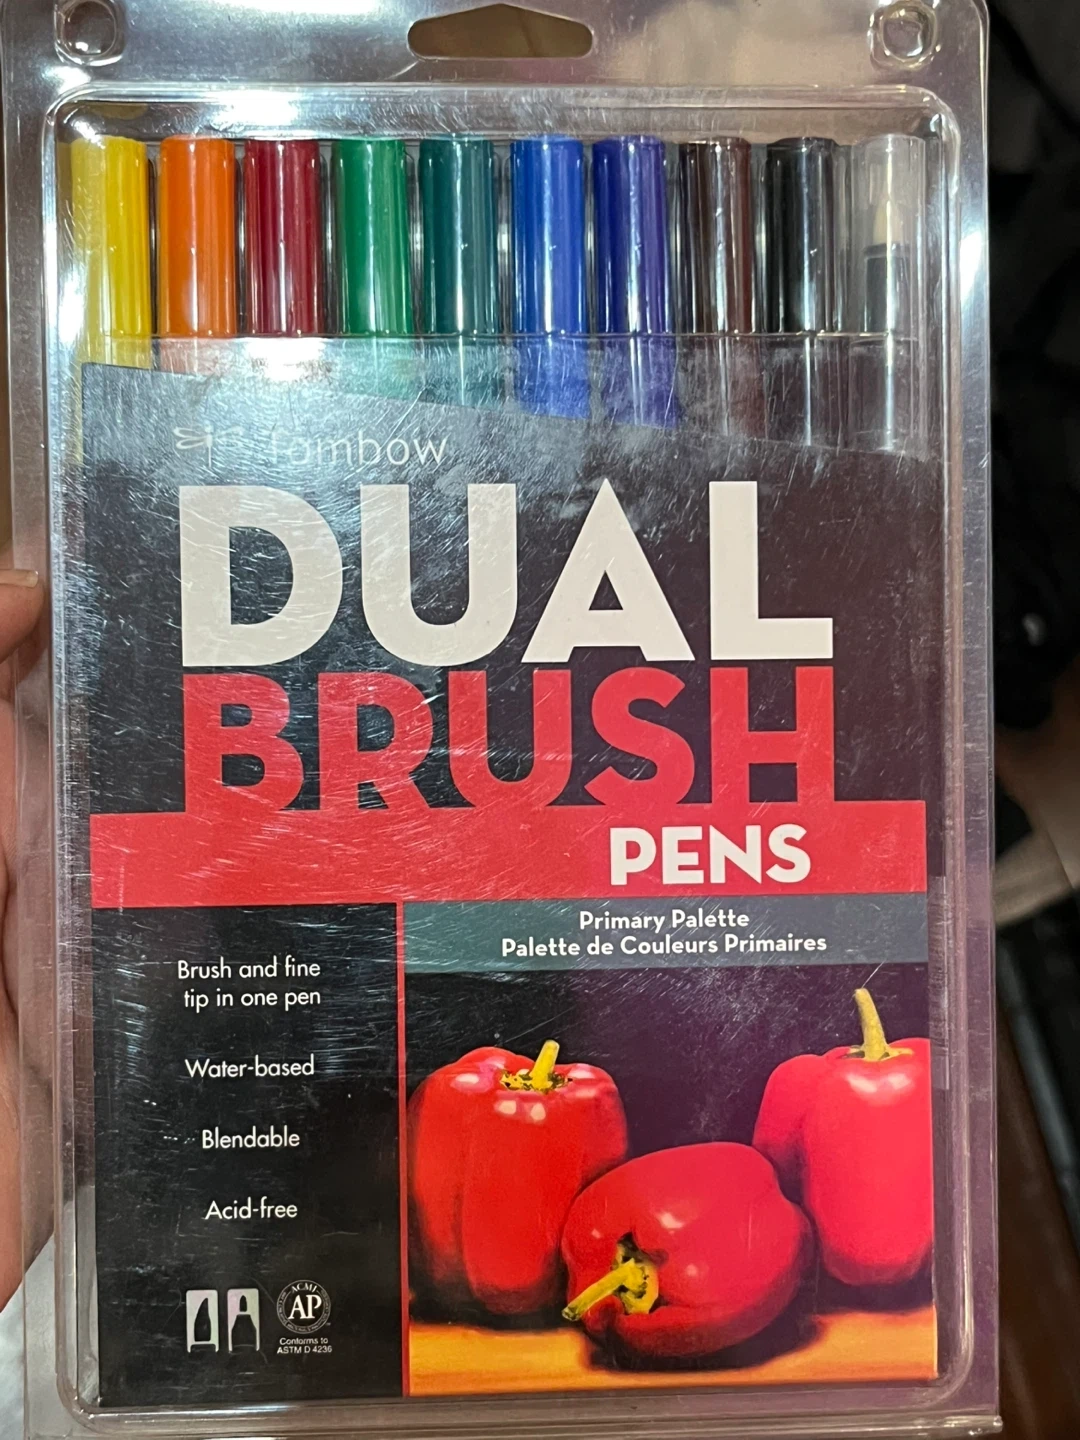 Tombow
DUAL
BRUSH
PENS
Primary Palette
Palette de Couleurs Primaires
Brush and fine
tip in one pen
Water-based
Blendable
Acid-free
ACMI
AP
Conforms to
ASTM D 4236